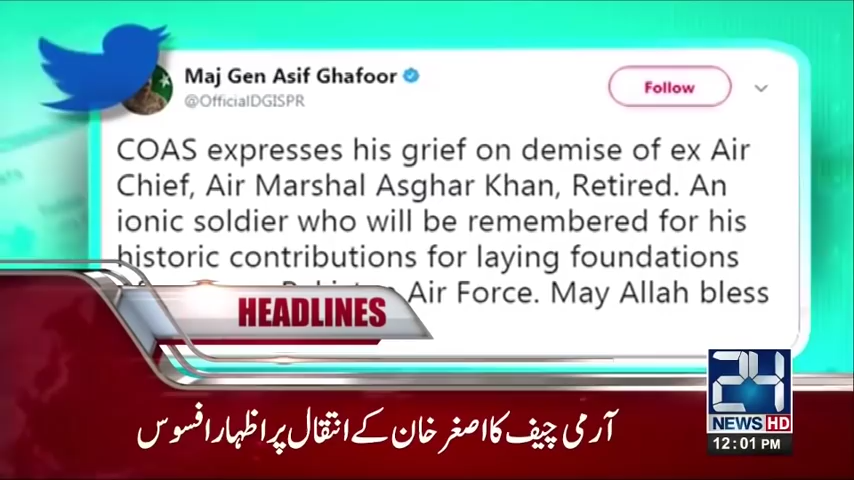 Maj Gen Asif Ghafoor
@OfficialDGISPR
Follow
COAS expresses his grief on demise of ex Air
Chief, Air Marshal Asghar Khan, Retired. An
ionic soldier who will be remembered for his
historic contributions for laying foundations
Pakistan Air Force. May Allah bless
HEADLINES
آرمی چیف کا اصغر خان کے انتقال پر اظہار افسوس
24
NEWS HD
12:01 PM